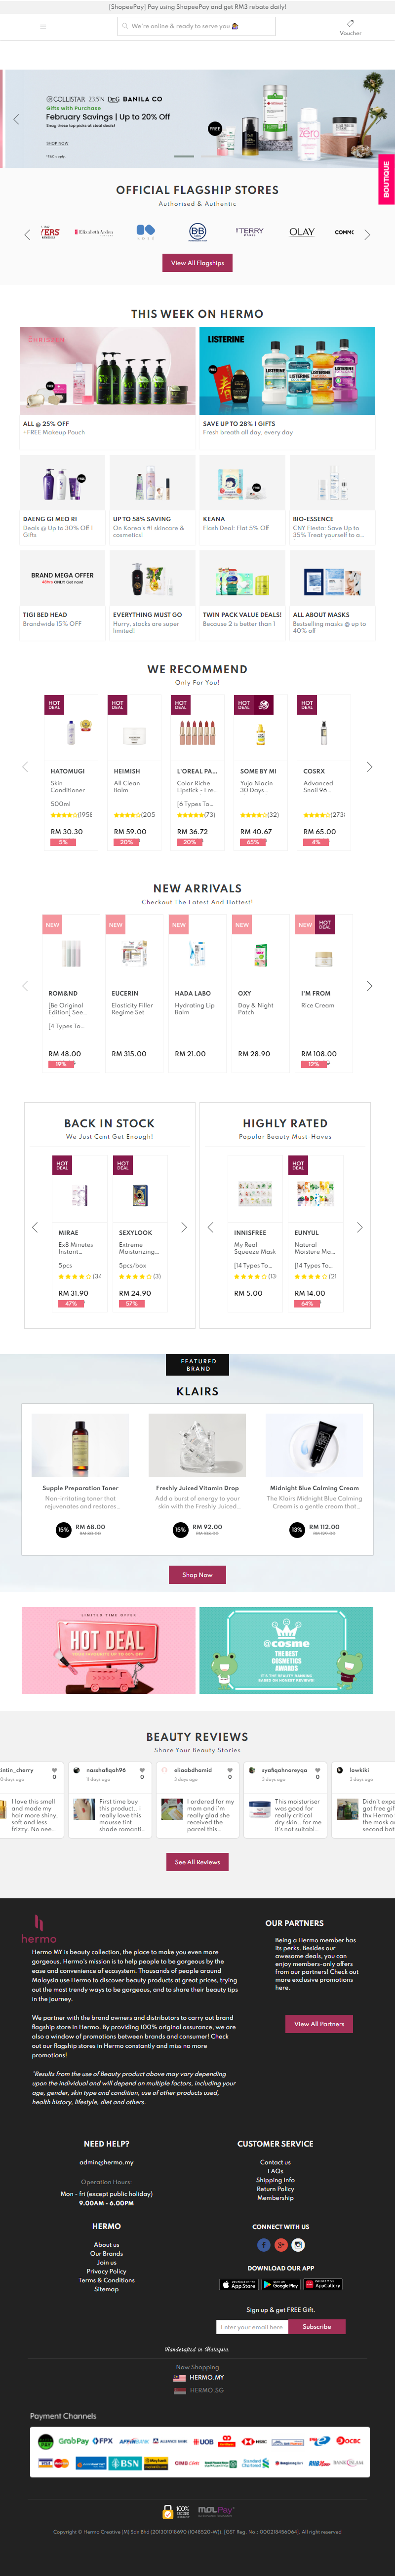 [ShopeePay] Pay using ShopeePay and get RM3 rebate daily!
We're online & ready to serve you
Voucher
COLLISTAR 23.5N DrG BANILA CO
Gifts with Purchase
February Savings | Up to 20% Off
Snag these top picks at steal deals!
SHOP NOW
*T&C apply.
FREE
zero
BOUTIQUE
OFFICIAL FLAGSHIP STORES
Authorised & Authentic
Elizabeth Arden
BB LAB
BY TERRY
PARIS
OLAY
View All Flagships
THIS WEEK ON HERMO
LISTERINE
ALL @ 25% OFF
+FREE Makeup Pouch
SAVE UP TO 28% | GIFTS
Fresh breath all day, every day
DAENG GI MEO RI
Deals @ Up to 30% Off |
Gifts
UP TO 58% SAVING
On Korea's #1 skincare &
cosmetics!
KEANA
Flash Deal: Flat 5% Off
BIO-ESSENCE
CNY Fiesta: Save Up to
35% Treat yourself to a...
BRAND MEGA OFFER
48hrs ONLY! Get now!
TIGI BED HEAD
Brandwide 15% OFF
EVERYTHING MUST GO
Hurry, stocks are super
limited!
TWIN PACK VALUE DEALS!
Because 2 is better than 1
ALL ABOUT MASKS
Bestselling masks @ up to
40% off
WE RECOMMEND
Only For You!
HOT DEAL
HOT DEAL
HOT DEAL
HOT DEAL
HOT DEAL
HATOMUGI
Skin
Conditioner
500ml
(1958
RM 30.30
5%
HEIMISH
All Clean
Balm
(205
RM 59.00
20%
L'OREAL PA...
Color Riche
Lipstick - Fre...
[6 Types To...
(73)
RM 36.72
20%
SOME BY MI
Yuja Niacin
30 Days...
(32)
RM 40.67
65%
COSRX
Advanced
Snail 96...
(273
RM 65.00
4%
NEW ARRIVALS
Checkout The Latest And Hottest!
NEW
NEW
NEW
NEW
NEW
HOT DEAL
ROM&ND
[Be Original
Edition] See...
[4 Types To...
RM 48.00
19%
EUCERIN
Elasticity Filler
Regime Set
RM 315.00
HADA LABO
Hydrating Lip
Balm
RM 21.00
OXY
Day & Night
Patch
RM 28.90
I'M FROM
Rice Cream
RM 108.00
12%
BACK IN STOCK
We Just Cant Get Enough!
HOT DEAL
HOT DEAL
MIRAE
Ex8 Minutes
Instant...
5pcs
(34
RM 31.90
47%
SEXYLOOK
Extreme
Moisturizing...
5pcs/box
(3)
RM 24.90
57%
HIGHLY RATED
Popular Beauty Must-Haves
HOT DEAL
INNISFREE
My Real
Squeeze Mask
[14 Types To...
(13
RM 5.00
EUNYUL
Natural
Moisture Ma...
[14 Types To...
(21
RM 14.00
64%
FEATURED
BRAND
KLAIRS
Supple Preparation Toner
Non-irritating toner that
rejuvenates and restores...
15%
RM 68.00
Freshly Juiced Vitamin Drop
Add a burst of energy to your
skin with the Freshly Juiced...
15%
RM 92.00
Midnight Blue Calming Cream
The Klairs Midnight Blue Calming
Cream is a gentle cream that...
13%
RM 112.00
Shop Now
LIMITED TIME OFFER
HOT DEAL
@cosme
THE BEST
COSMETICS
AWARDS
IT'S THE BEAUTY RANKING
BASED ON HONEST REVIEWS!
BEAUTY REVIEWS
Share Your Beauty Stories
intin_cherry
0
I love this smell
and made my
hair more shiny,
soft and less
frizzy. No nee...
nasshafiqah96
0
First time buy
this product.. i
really love this
mousse tint
shade romanti...
aliaabdhamid
0
I ordered for my
mom and i'm
really glad she
received the
parcel this...
syafiqahnoreyqa
0
This moisturiser
was good for
really critical
dry skin.. for me
it's not suitabl...
lawkiki
Didn't expe
got free gif
thx Hermo
the mask a
second bot
See All Reviews
hermo
Hermo MY is beauty collection, the place to make you even more
gorgeous. Hermo's mission is to help people to be gorgeous by the
ease and convenience of ecosystem. Thousands of people around
Malaysia use Hermo to discover beauty products at great prices, trying
out the most trendy ways to be gorgeous, and to share their beauty tips
in the journey.
We partner with the brand owners and distributors to carry out brand
flagship store in Hermo. By providing 100% original assurance, we are
also a window of promotions between brands and consumer! Check
out our flagship stores in Hermo constantly and miss no more
promotions!
*Results from the use of Beauty product above may vary depending
upon the individual and will depend on multiple factors, including your
age, gender, skin type and condition, use of other products used,
health history, lifestyle, diet and others.
OUR PARTNERS
Being a Hermo member has
its perks. Besides our
awesome deals, you can
enjoy members-only offers
from our partners! Check out
more exclusive promotions
here.
View All Partners
NEED HELP?
admin@hermo.my
Operation Hours:
Mon - fri (except public holiday)
9.00AM - 6.00PM
CUSTOMER SERVICE
Contact us
FAQs
Shipping Info
Return Policy
Membership
HERMO
About us
Our Brands
Join us
Privacy Policy
Terms & Conditions
Sitemap
CONNECT WITH US
DOWNLOAD OUR APP
App Store
Google Play
AppGallery
Sign up & get FREE Gift.
Enter your email here
Subscribe
Handcrafted in Malaysia.
Now Shopping
HERMO.MY
HERMO.SG
Payment Channels
GrabPay
FPX
AFFIN BANK
ALLIANCE BANK
UOB
HSBC
OCBC
VISA
BSN
CIMB
Standard Chartered
RHB
BANK ISLAM
100%
MOLPay
Copyright © Hermo Creative (M) Sdn Bhd (201301018690 (1048520-W)). [GST Reg. No.: 000218456064]. All right reserved